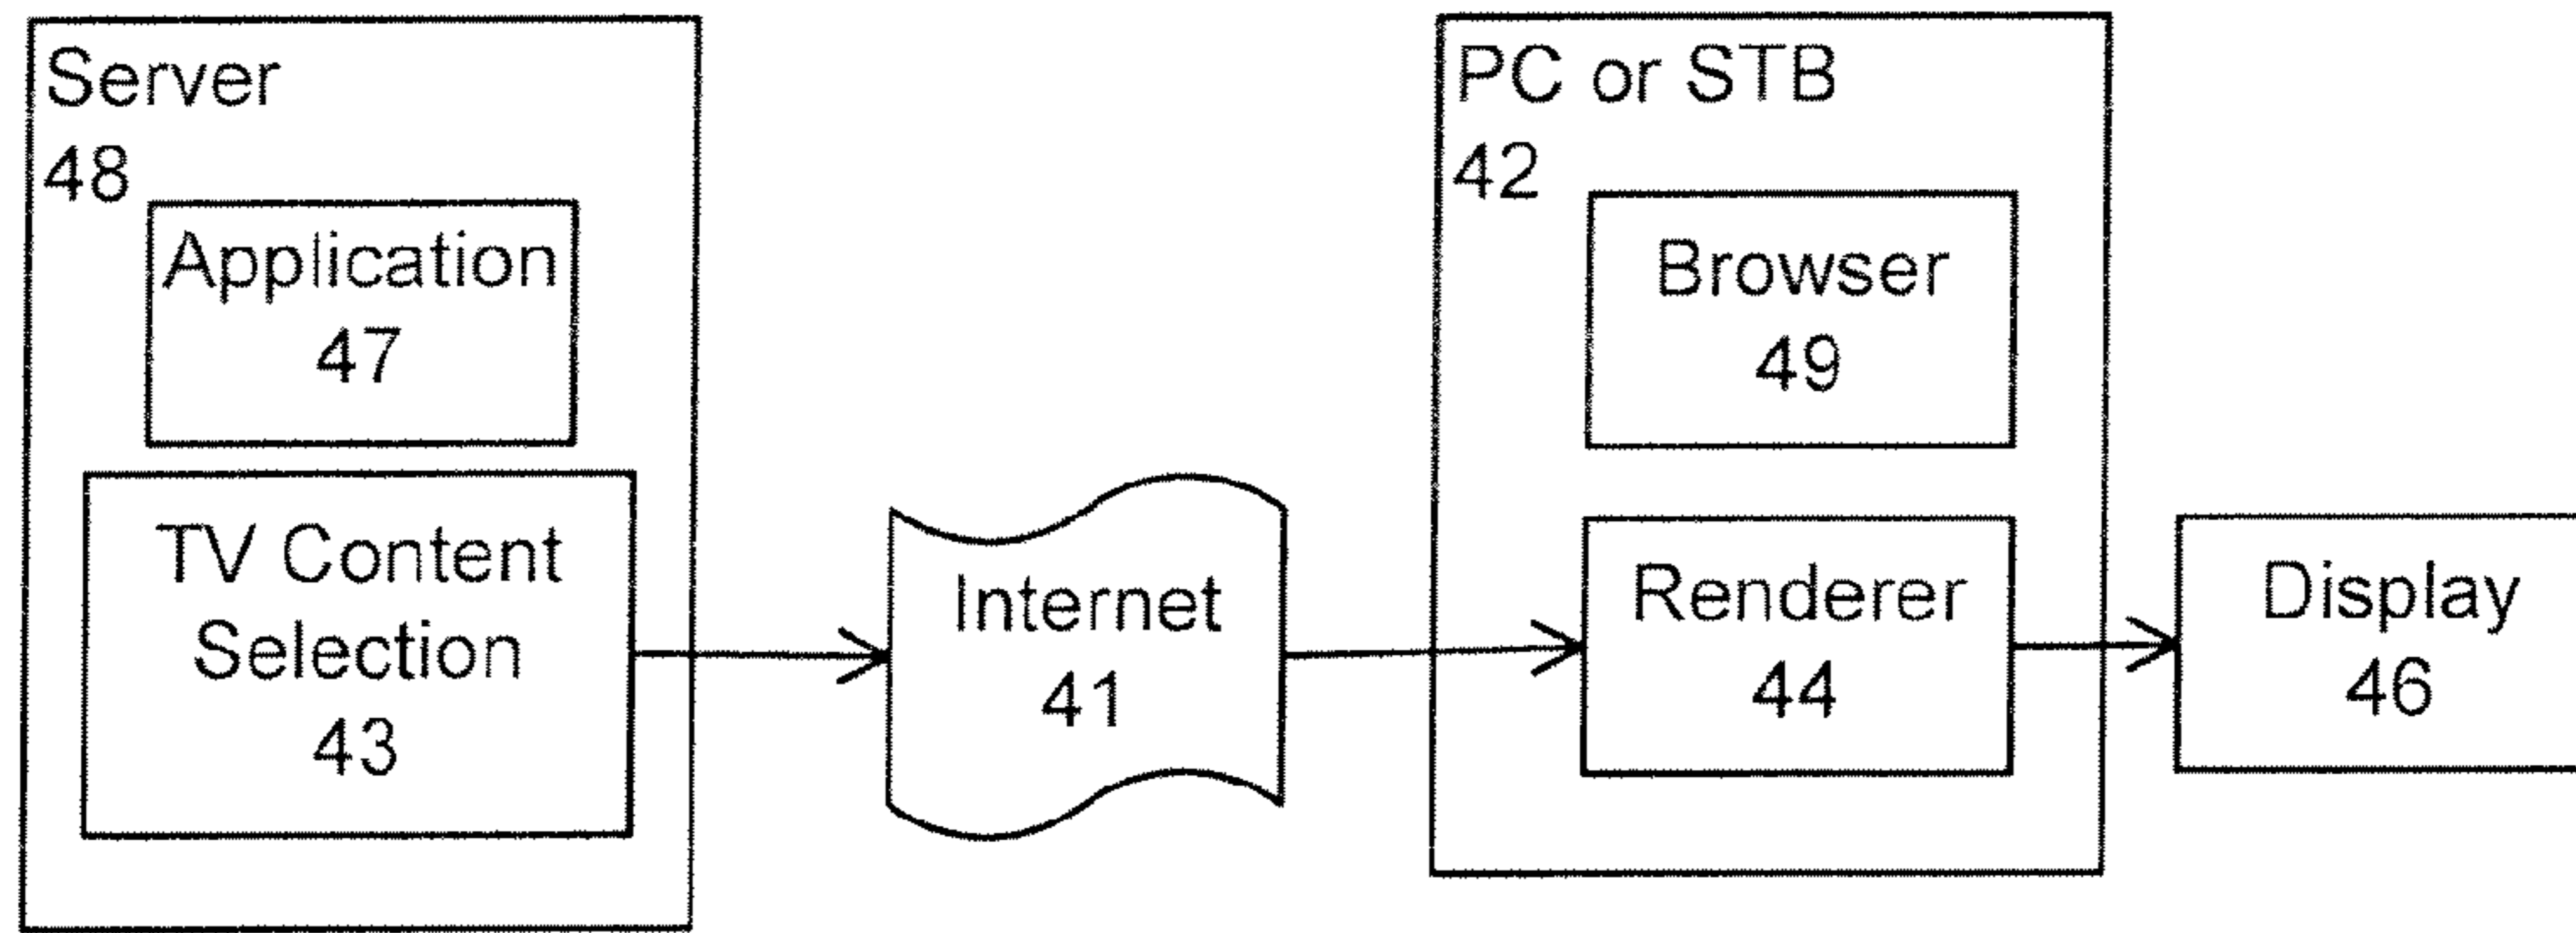 Server
48
Application
47
TV Content
Selection
43
Internet
41
PC or STB
42
Browser
49
Renderer
44
Display
46